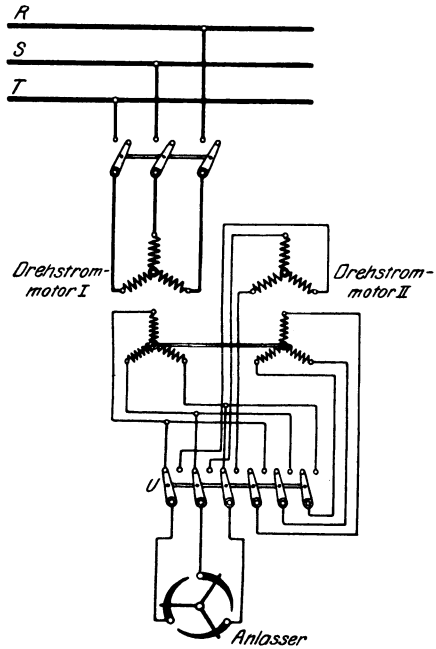 R
S
T
Drehstrom-
motor I
Drehstrom-
motor II
U
Anlasser